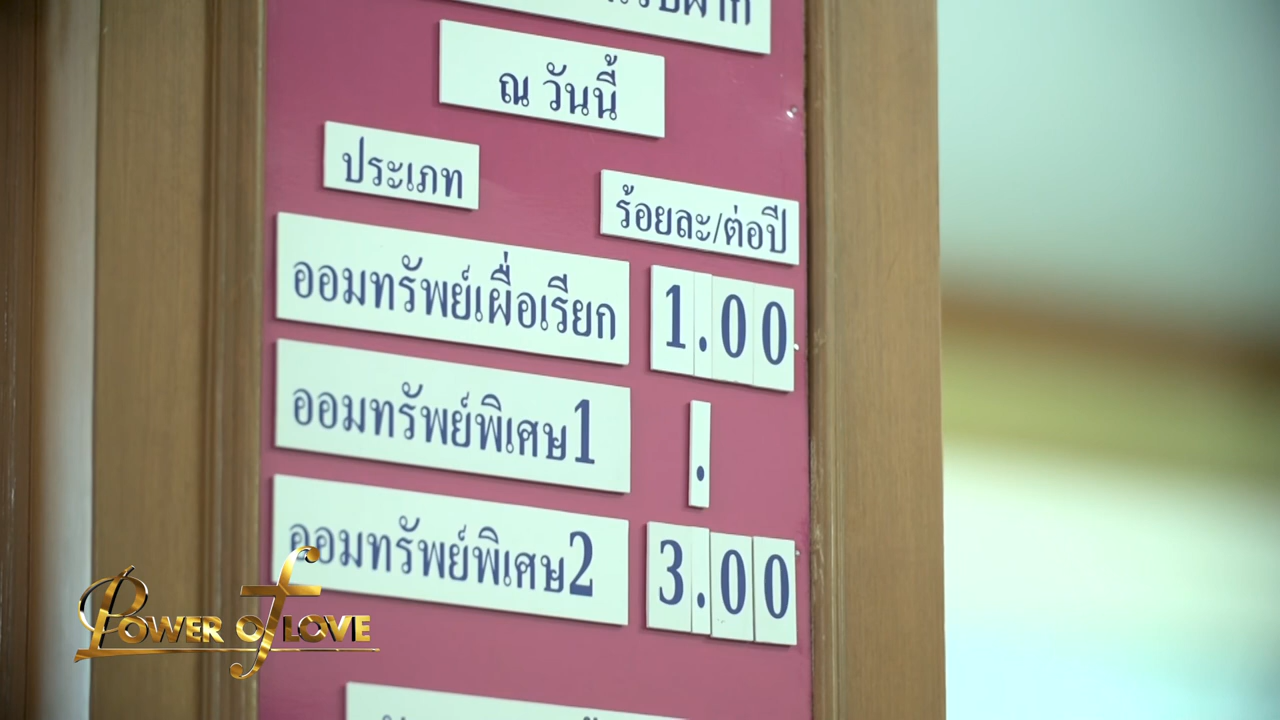 ณ วันนี้
ประเภท
ร้อยละ/ต่อปี
ออมทรัพย์เผื่อเรียก 1.00
ออมทรัพย์พิเศษ1 .
ออมทรัพย์พิเศษ2 3.00
POWER OF LOVE